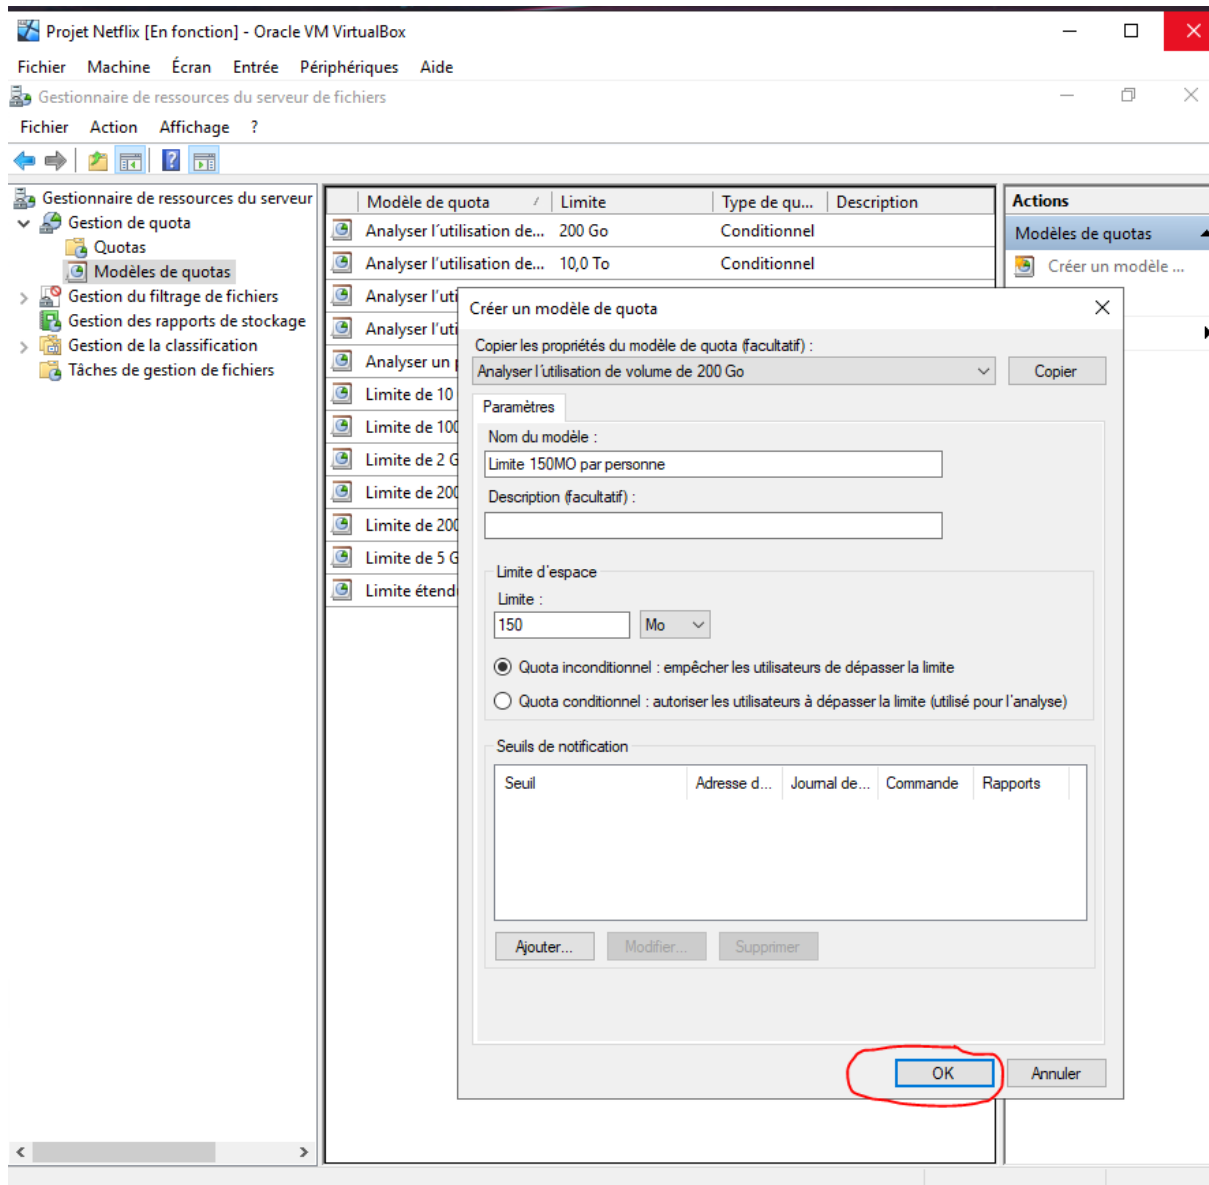 Projet Netflix [En fonction] - Oracle VM VirtualBox
Fichier Machine Écran Entrée Périphériques Aide
Gestionnaire de ressources du serveur de fichiers
Fichier Action Affichage ?
Gestionnaire de ressources du serveur
Gestion de quota
Quotas
Modèles de quotas
Gestion du filtrage de fichiers
Gestion des rapports de stockage
Gestion de la classification
Tâches de gestion de fichiers
Modèle de quota Limite Type de qu... Description
Analyser l'utilisation de... 200 Go Conditionnel
Analyser l'utilisation de... 10,0 To Conditionnel
Analyser l'uti
Analyser l'uti
Analyser un p
Limite de 10
Limite de 100
Limite de 2 G
Limite de 200
Limite de 200
Limite de 5 G
Limite étend
Actions
Modèles de quotas
Créer un modèle ...
Créer un modèle de quota
Copier les propriétés du modèle de quota (facultatif) :
Analyser l'utilisation de volume de 200 Go Copier
Paramètres
Nom du modèle :
Limite 150MO par personne
Description (facultatif) :
Limite d'espace
Limite :
150 Mo
Quota inconditionnel : empêcher les utilisateurs de dépasser la limite
Quota conditionnel : autoriser les utilisateurs à dépasser la limite (utilisé pour l'analyse)
Seuils de notification
Seuil Adresse d... Journal de... Commande Rapports
Ajouter... Modifier... Supprimer
OK Annuler